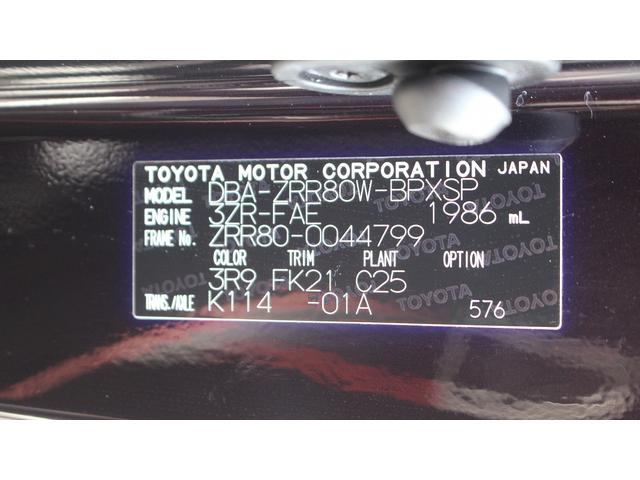 TOYOTA MOTOR CORPORATION JAPAN
MODEL DBA-ZRR80W-BPXSP
ENGINE 3ZR-FAE 1986 mL
FRAME No. ZRR80-0044799
COLOR TRIM PLANT OPTION
3R9 FK21 C25
TRANS./AXLE K114 -01A 576